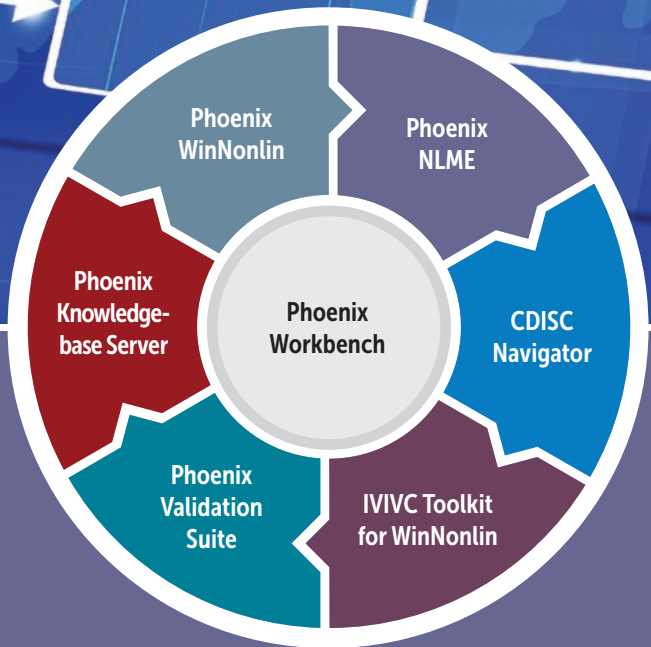 Phoenix
WinNonlin
Phoenix
NLME
CDISC
Navigator
IVIVC Toolkit
for WinNonlin
Phoenix
Validation
Suite
Phoenix
Knowledge-
base Server
Phoenix
Workbench